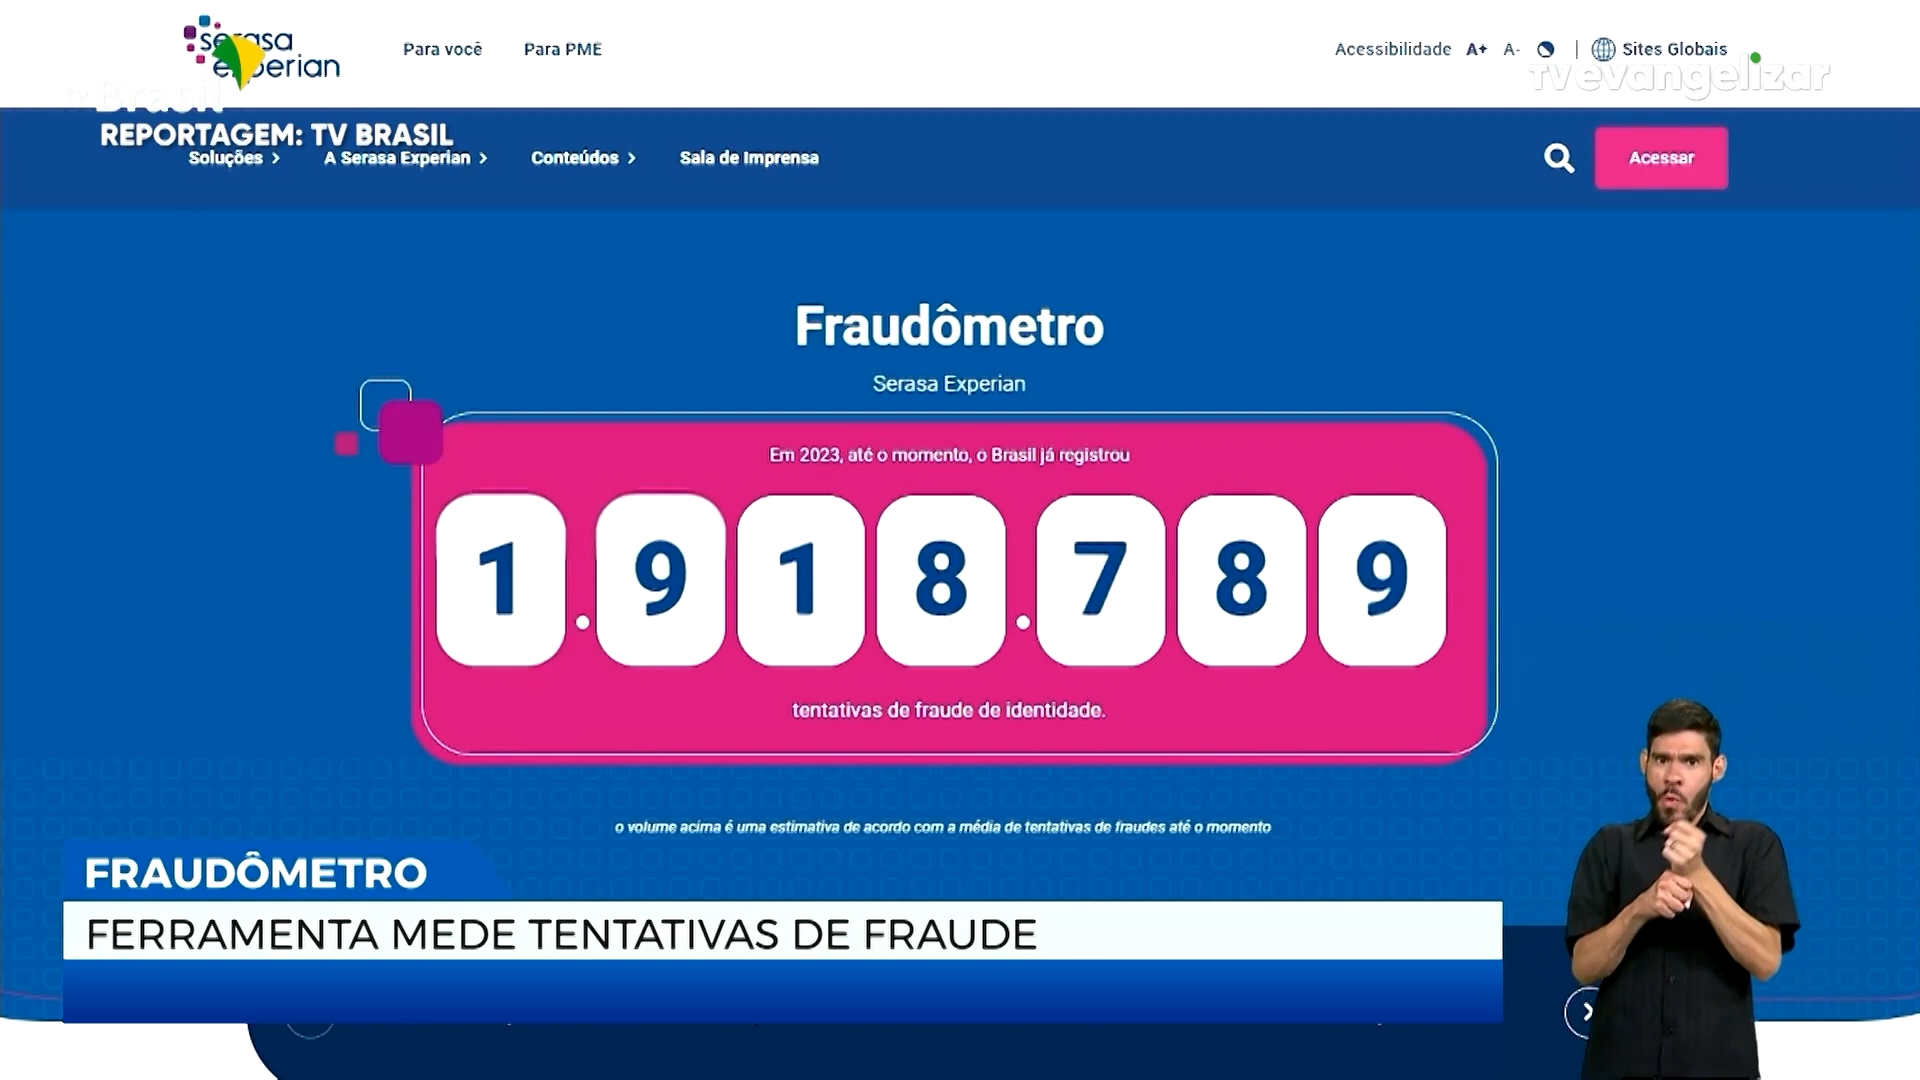 serasa experian
Para você
Para PME
Acessibilidade A+ A-
Sites Globais
tvevangelizar
tvBrasil
REPORTAGEM: TV BRASIL
Soluções
A Serasa Experian
Conteúdos
Sala de Imprensa
Acessar
Fraudômetro
Serasa Experian
Em 2023, até o momento, o Brasil já registrou
1.918.789
tentativas de fraude de identidade.
o volume acima é uma estimativa de acordo com a média de tentativas de fraudes até o momento
FRAUDÔMETRO
FERRAMENTA MEDE TENTATIVAS DE FRAUDE